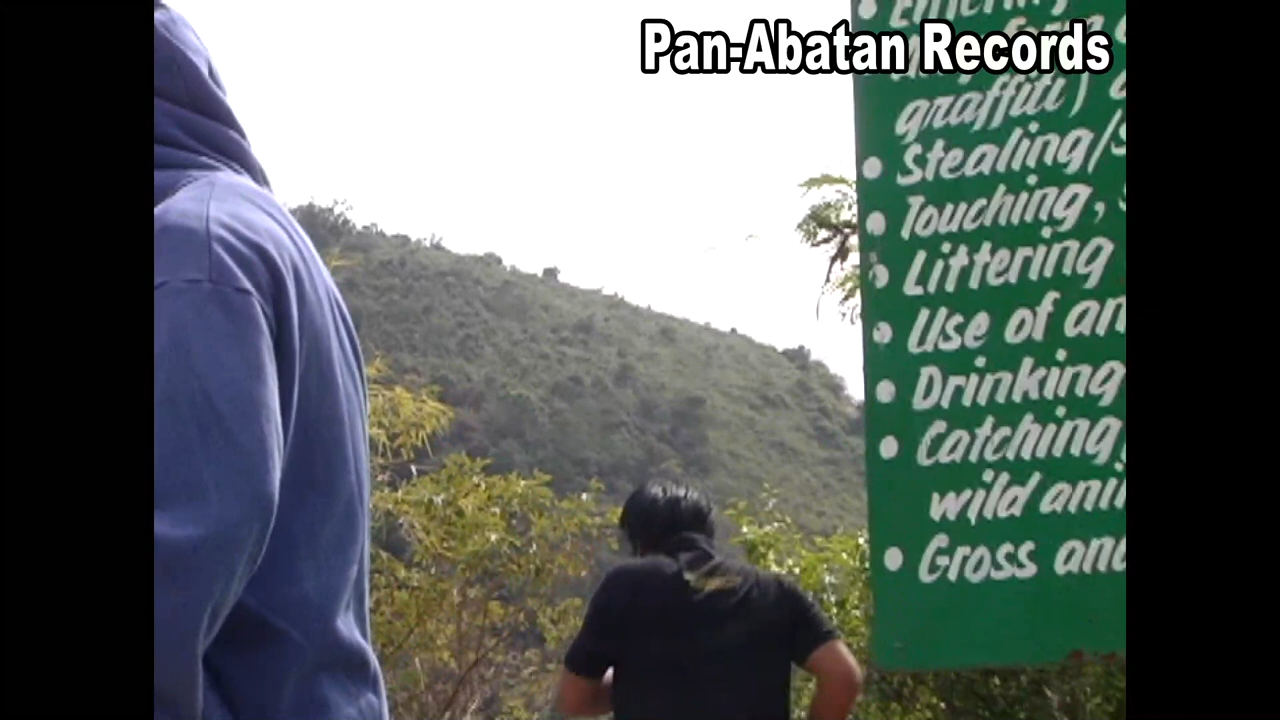 Pan-Abatan Records
graffiti)
• Stealing/
• Touching,
• Littering
• Use of an
• Drinking
• Catching,
wild ani
• Gross and